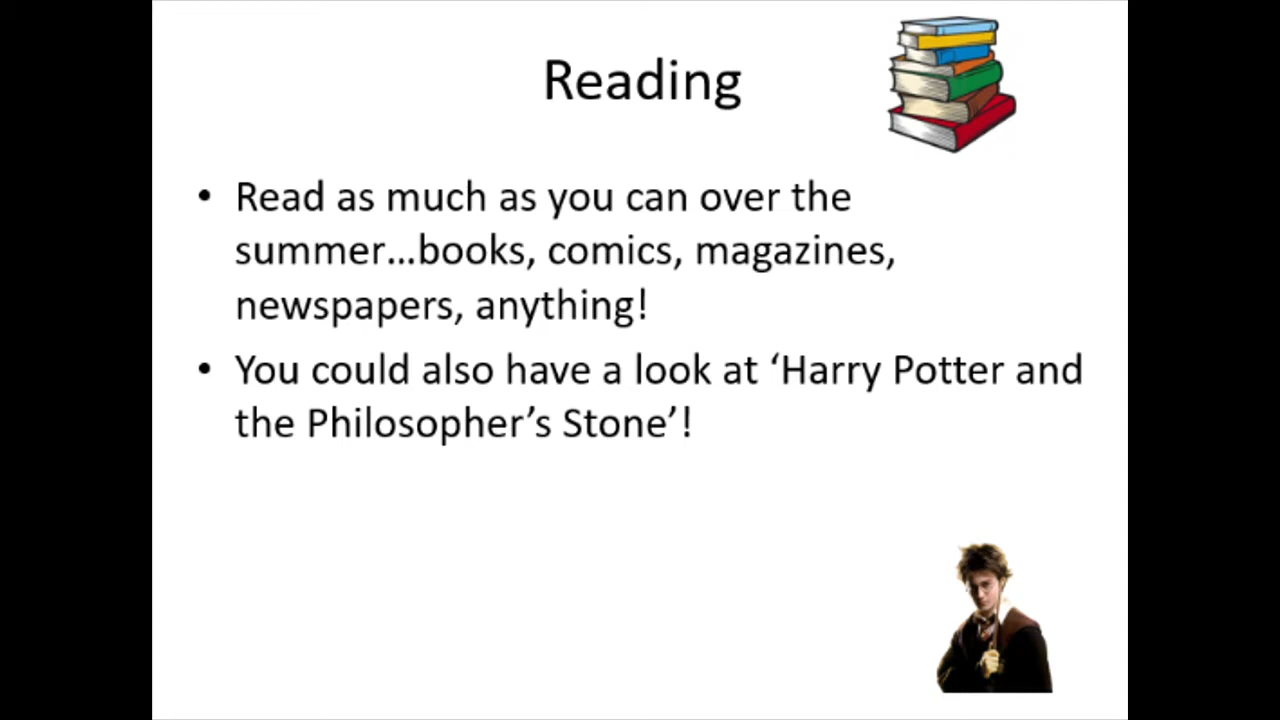 Reading
• Read as much as you can over the
summer...books, comics, magazines,
newspapers, anything!
• You could also have a look at ‘Harry Potter and
the Philosopher’s Stone’!